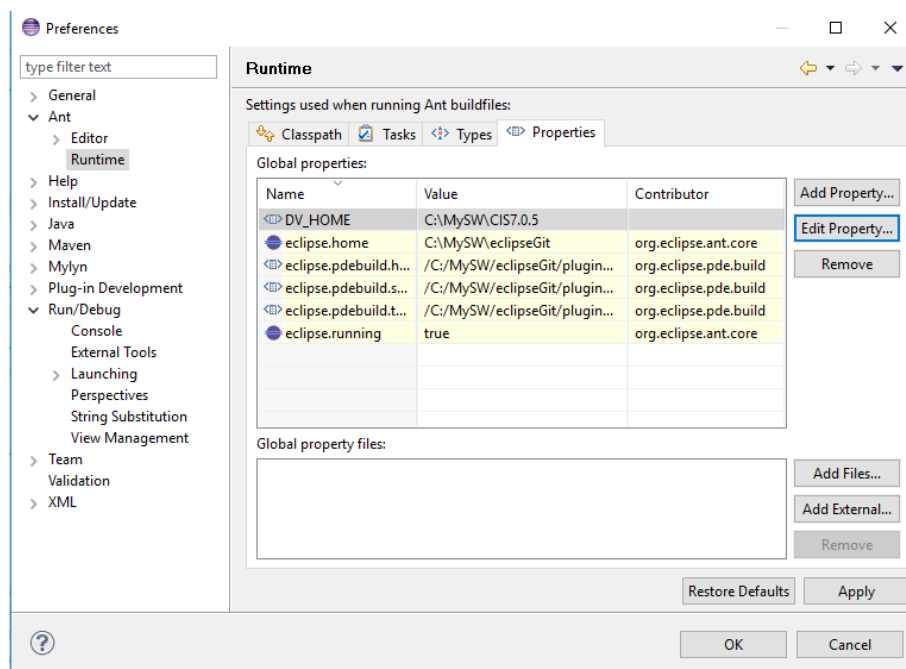 Preferences
type filter text
General
Ant
Editor
Runtime
Help
Install/Update
Java
Maven
Mylyn
Plug-in Development
Run/Debug
Console
External Tools
Launching
Perspectives
String Substitution
View Management
Team
Validation
XML
Runtime
Settings used when running Ant buildfiles:
Classpath Tasks Types Properties
Global properties:
Name Value Contributor
DV_HOME C:\MySW\CIS7.0.5
eclipse.home C:\MySW\eclipseGit org.eclipse.ant.core
eclipse.pdebuild.h... /C:/MySW/eclipseGit/plugin... org.eclipse.pde.build
eclipse.pdebuild.s... /C:/MySW/eclipseGit/plugin... org.eclipse.pde.build
eclipse.pdebuild.t... /C:/MySW/eclipseGit/plugin... org.eclipse.pde.build
eclipse.running true org.eclipse.ant.core
Add Property...
Edit Property...
Remove
Global property files:
Add Files...
Add External...
Remove
Restore Defaults Apply
? OK Cancel